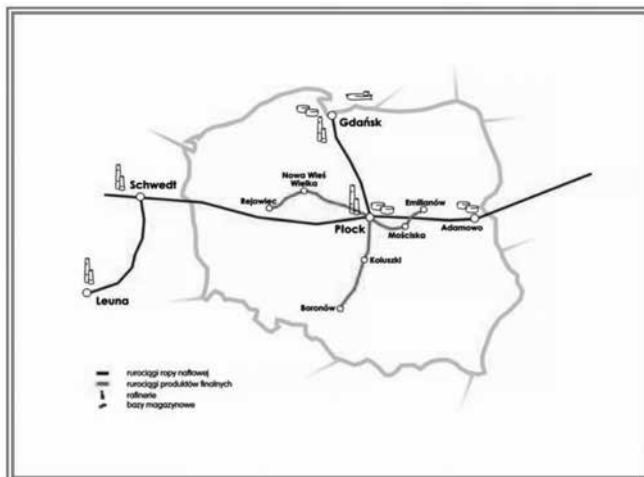 Gdańsk
Schwedt
Nowa Wieś
Wielka
Rejowiec
Emilianów
Płock
Mościska
Adamowo
Koluszki
Leuna
Boronów
rurociągi ropy naftowej
rurociągi produktów finalnych
rafinerie
bazy magazynowe